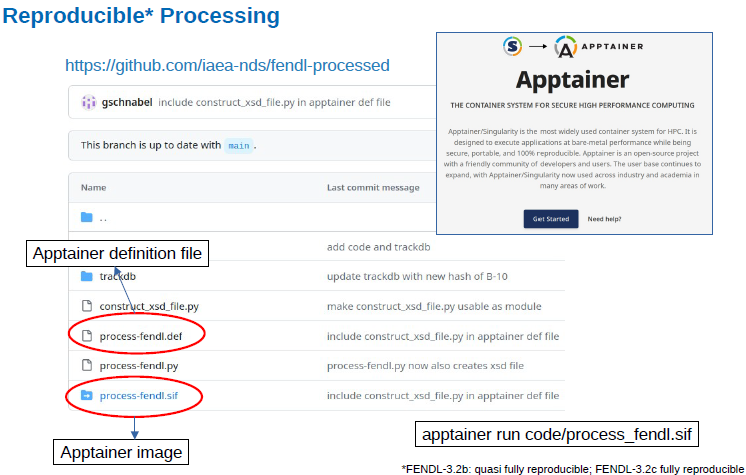 Reproducible* Processing
https://github.com/iaea-nds/fendl-processed
gschnabel include construct_xsd_file.py in apptainer def file
This branch is up to date with main .
Name Last commit message
..
add code and trackdb
trackdb update trackdb with new hash of B-10
construct_xsd_file.py make construct_xsd_file.py usable as module
process-fendl.def include construct_xsd_file.py in apptainer def file
process-fendl.py process-fendl.py now also creates xsd file
process-fendl.sif include construct_xsd_file.py in apptainer def file
Apptainer definition file
Apptainer image
S APPTAINER
Apptainer
THE CONTAINER SYSTEM FOR SECURE HIGH PERFORMANCE COMPUTING
Apptainer/Singularity is the most widely used container system for HPC. It is
designed to execute applications at bare-metal performance while being
secure, portable, and 100% reproducible. Apptainer is an open-source project
with a friendly community of developers and users. The user base continues to
expand, with Apptainer/Singularity now used across industry and academia in
many areas of work.
Get Started Need help?
apptainer run code/process_fendl.sif
*FENDL-3.2b: quasi fully reproducible; FENDL-3.2c fully reproducible